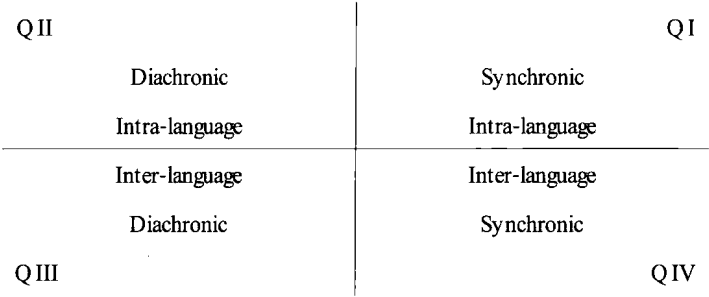 Q II
Q I
Diachronic
Synchronic
Intra-language
Intra-language
Inter-language
Inter-language
Diachronic
Synchronic
Q III
Q IV